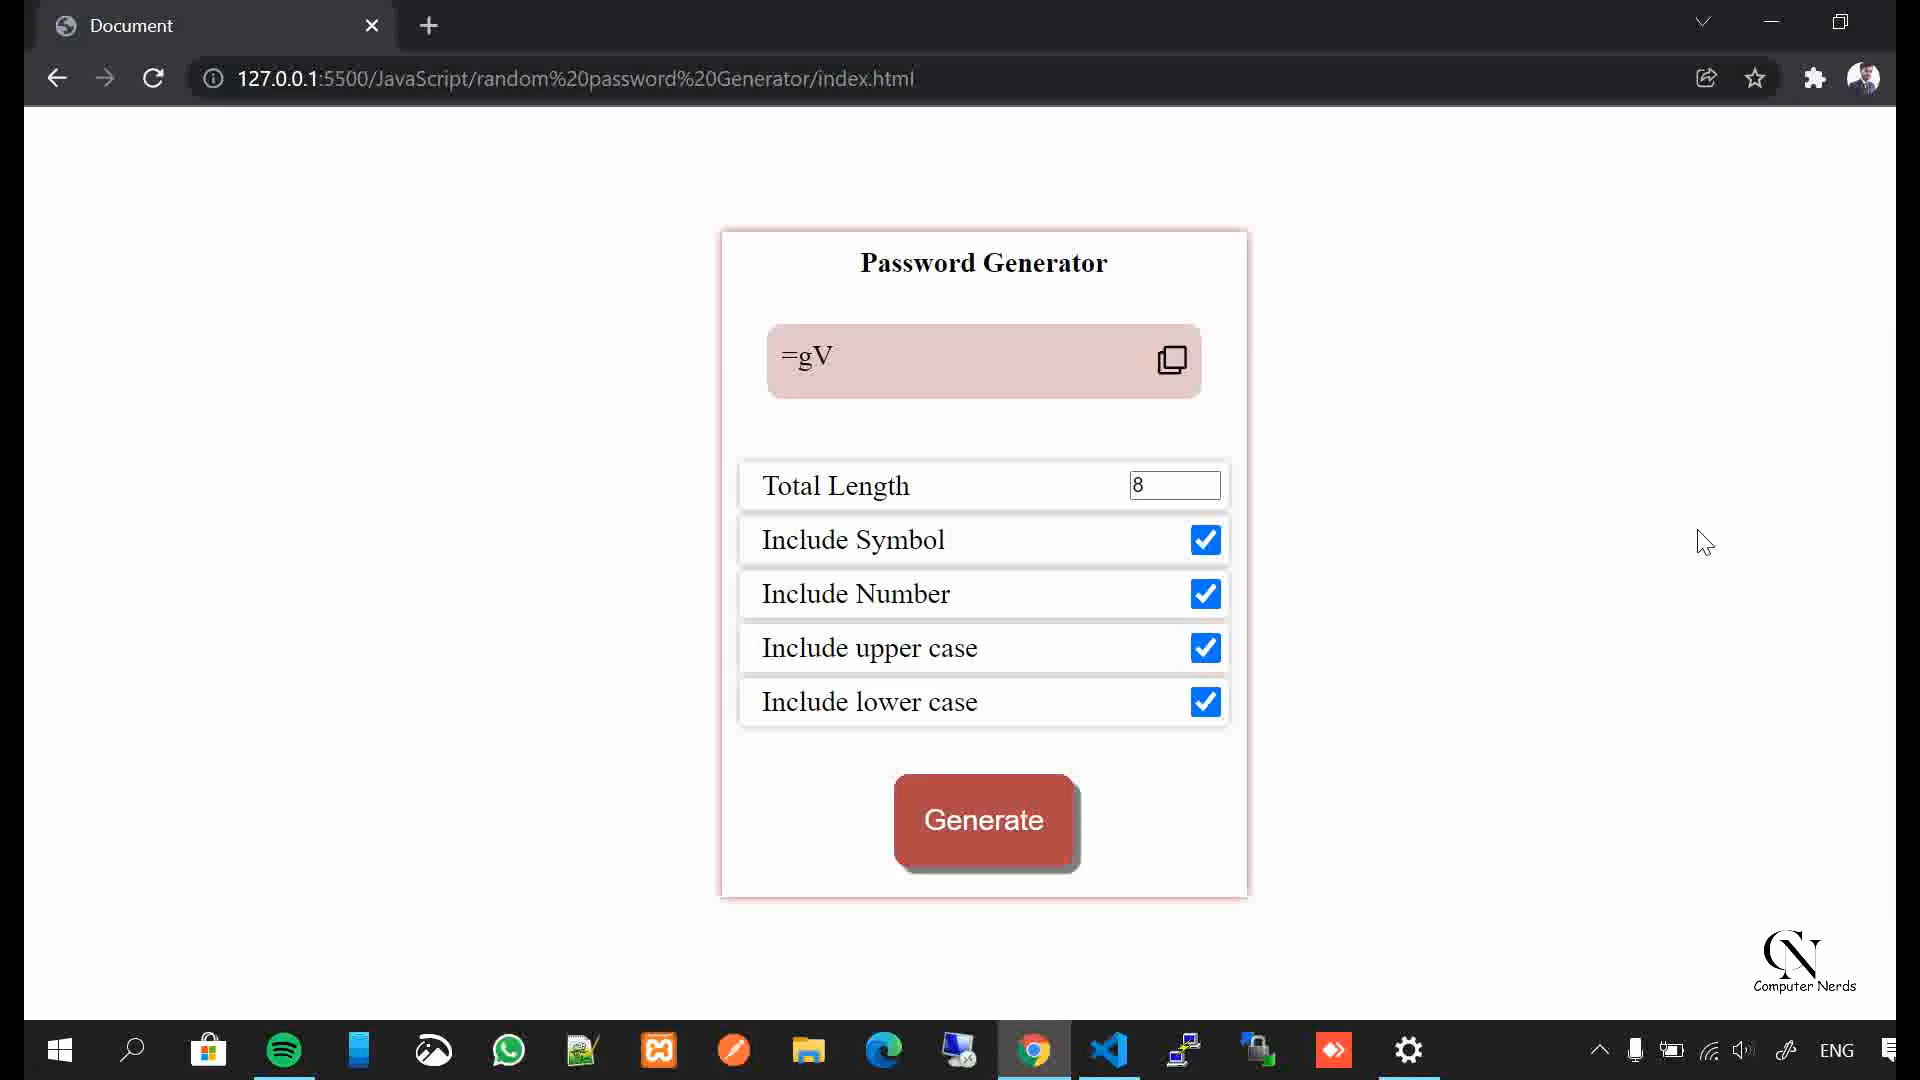 Document
127.0.0.1:5500/JavaScript/random%20password%20Generator/index.html
Password Generator
=gV
Total Length 8
Include Symbol
Include Number
Include upper case
Include lower case
Generate
CN
Computer Nerds
ENG